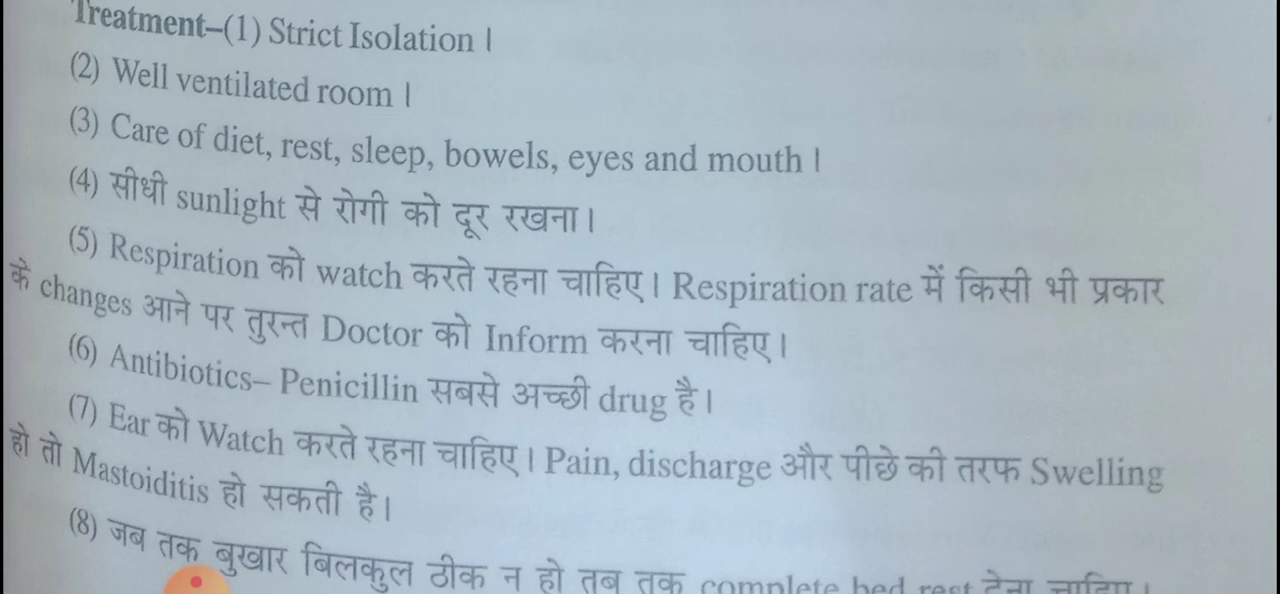 Treatment–(1) Strict Isolation।
(2) Well ventilated room।
(3) Care of diet, rest, sleep, bowels, eyes and mouth।
(4) सीधी sunlight से रोगी को दूर रखना।
(5) Respiration को watch करते रहना चाहिए। Respiration rate में किसी भी प्रकार
के changes आने पर तुरन्त Doctor को Inform करना चाहिए।
(6) Antibiotics– Penicillin सबसे अच्छी drug है।
(7) Ear को Watch करते रहना चाहिए। Pain, discharge और पीछे की तरफ Swelling
हो तो Mastoiditis हो सकती है।
(8) जब तक बुखार बिलकुल ठीक न हो तब तक complete bed rest देना चाहिए।